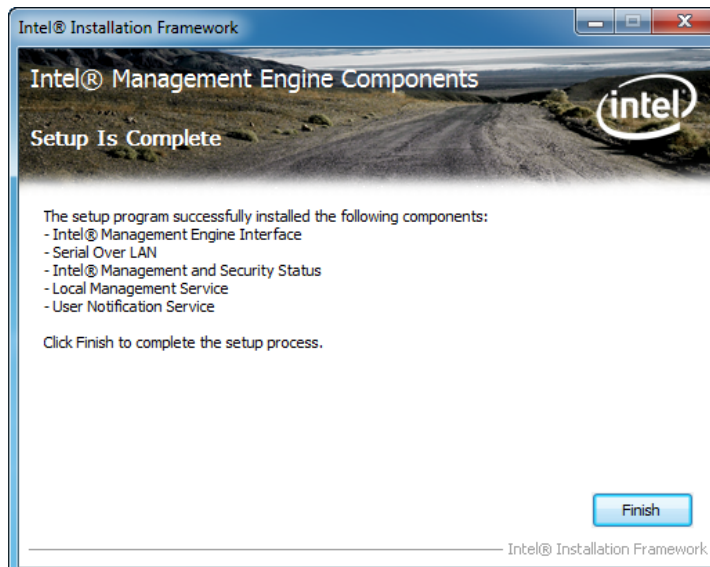 Intel® Installation Framework
Intel® Management Engine Components
intel
Setup Is Complete
The setup program successfully installed the following components:
- Intel® Management Engine Interface
- Serial Over LAN
- Intel® Management and Security Status
- Local Management Service
- User Notification Service
Click Finish to complete the setup process.
Finish
Intel® Installation Framework